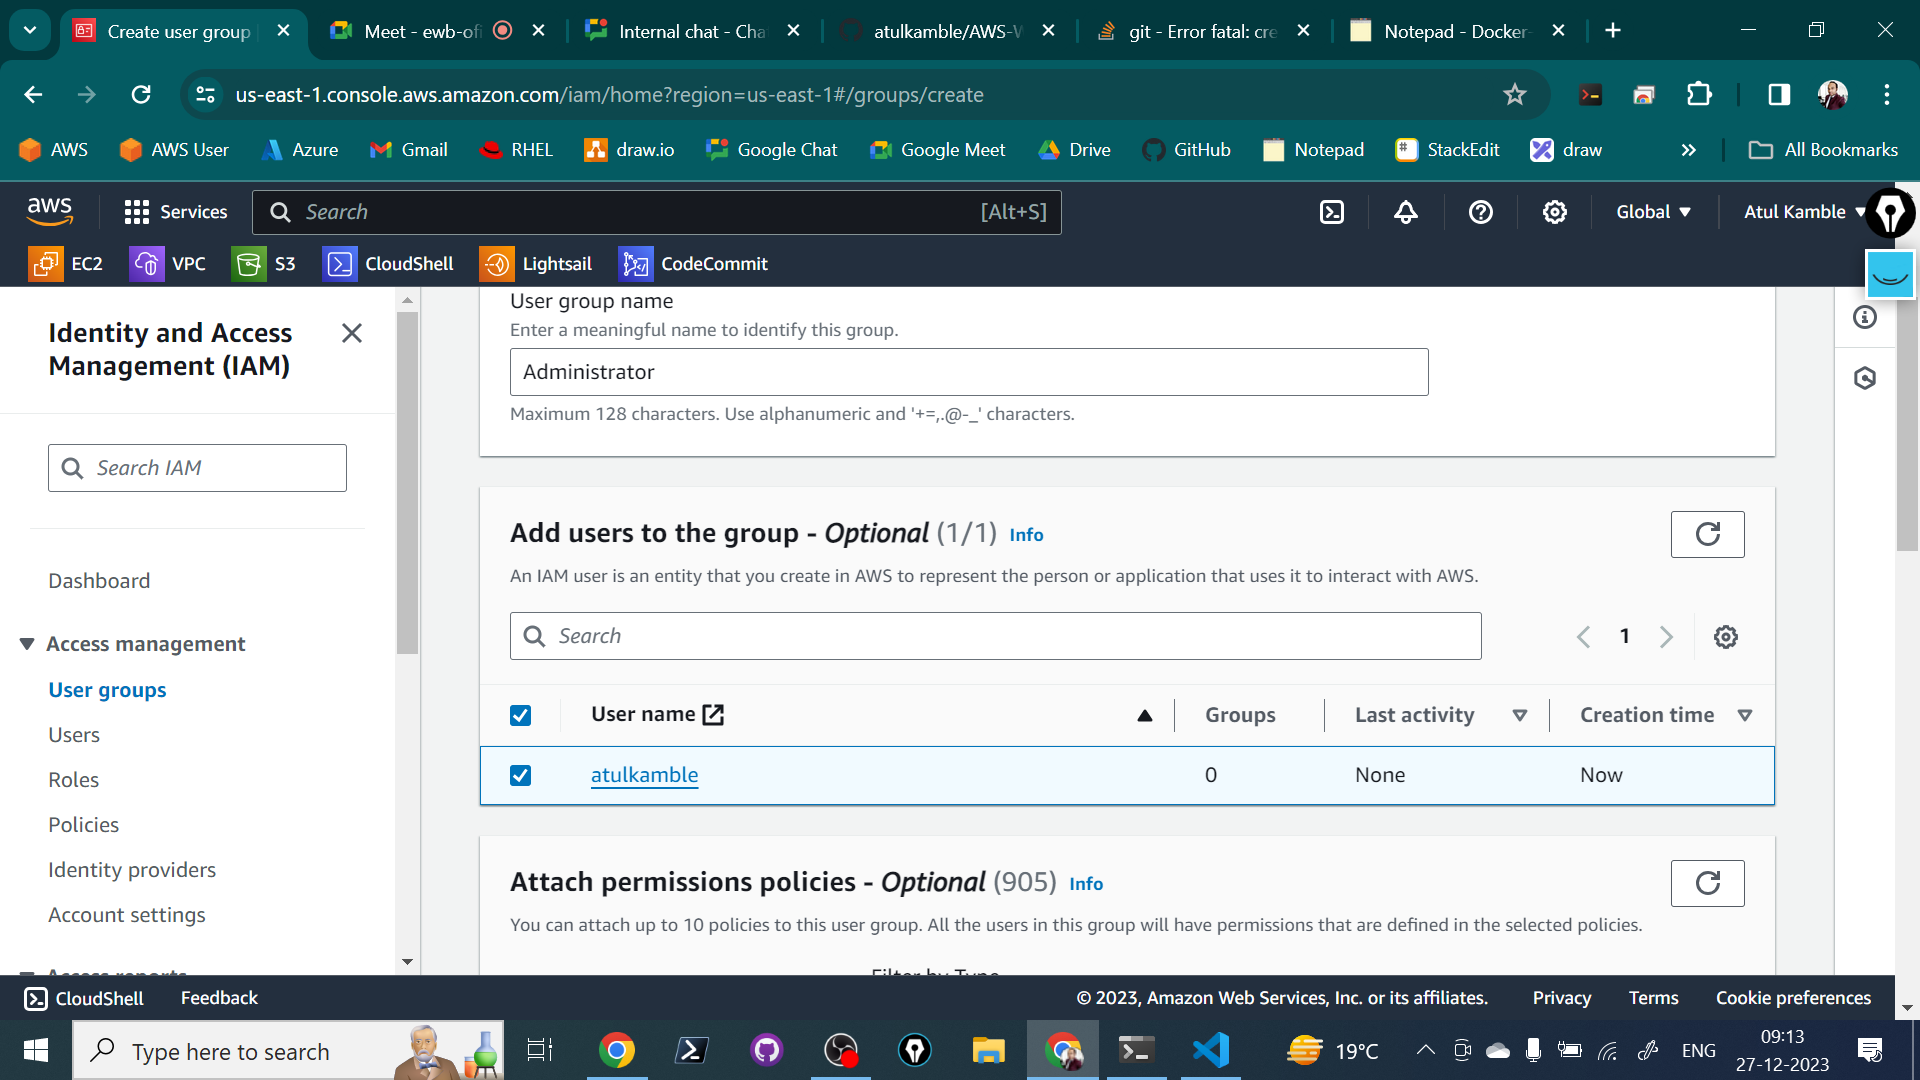 Create user group
Meet - ewb-ofi
Internal chat - Cha
atulkamble/AWS-W
git - Error fatal: cre
Notepad - Docker-
us-east-1.console.aws.amazon.com/iam/home?region=us-east-1#/groups/create
AWS
AWS User
Azure
Gmail
RHEL
draw.io
Google Chat
Google Meet
Drive
GitHub
Notepad
StackEdit
draw
All Bookmarks
aws
Services
Search
[Alt+S]
Global
Atul Kamble
EC2
VPC
S3
CloudShell
Lightsail
CodeCommit
Identity and Access
Management (IAM)
Search IAM
Dashboard
Access management
User groups
Users
Roles
Policies
Identity providers
Account settings
Access reports
User group name
Enter a meaningful name to identify this group.
Administrator
Maximum 128 characters. Use alphanumeric and '+=,.@-_' characters.
Add users to the group - Optional (1/1) Info
An IAM user is an entity that you create in AWS to represent the person or application that uses it to interact with AWS.
Search
1
User name
Groups
Last activity
Creation time
atulkamble
0
None
Now
Attach permissions policies - Optional (905) Info
You can attach up to 10 policies to this user group. All the users in this group will have permissions that are defined in the selected policies.
Filter by Type
CloudShell
Feedback
© 2023, Amazon Web Services, Inc. or its affiliates.
Privacy
Terms
Cookie preferences
Type here to search
19°C
ENG
09:13
27-12-2023